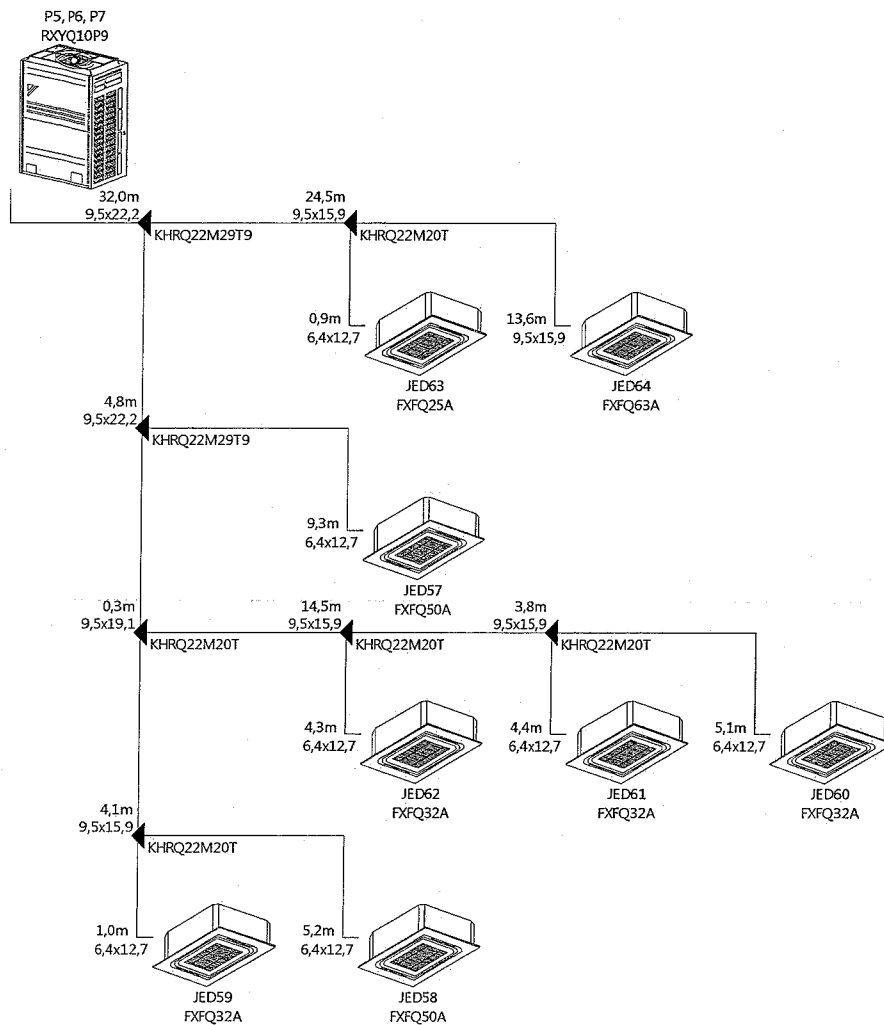 P5, P6, P7
RXYQ10P9
32,0m
9,5x22,2
KHRQ22M29T9
24,5m
9,5x15,9
KHRQ22M20T
0,9m
6,4x12,7
JED63
FXFQ25A
13,6m
9,5x15,9
JED64
FXFQ63A
4,8m
9,5x22,2
KHRQ22M29T9
9,3m
6,4x12,7
JED57
FXFQ50A
0,3m
9,5x19,1
KHRQ22M20T
14,5m
9,5x15,9
KHRQ22M20T
3,8m
9,5x15,9
KHRQ22M20T
4,3m
6,4x12,7
JED62
FXFQ32A
4,4m
6,4x12,7
JED61
FXFQ32A
5,1m
6,4x12,7
JED60
FXFQ32A
4,1m
9,5x15,9
KHRQ22M20T
1,0m
6,4x12,7
JED59
FXFQ32A
5,2m
6,4x12,7
JED58
FXFQ50A